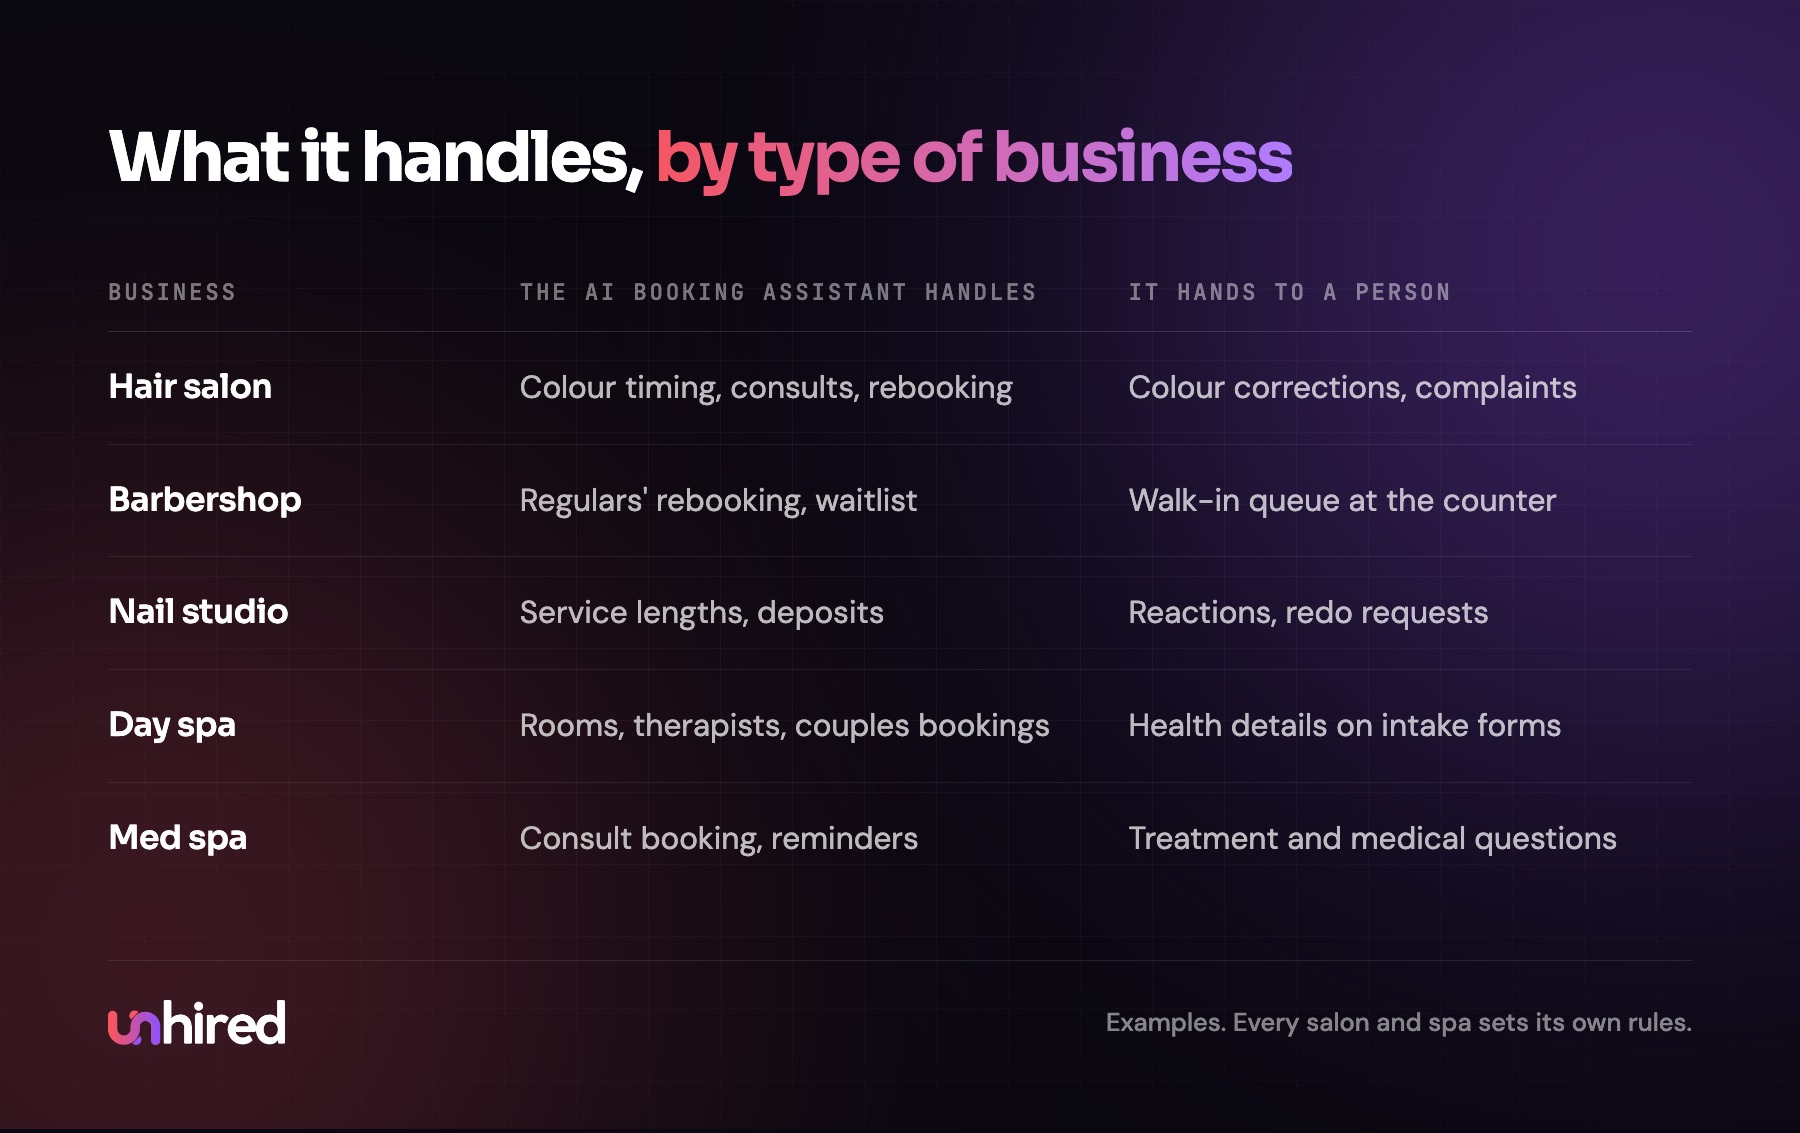 What it handles, by type of business
BUSINESS THE AI BOOKING ASSISTANT HANDLES IT HANDS TO A PERSON
Hair salon Colour timing, consults, rebooking Colour corrections, complaints
Barbershop Regulars' rebooking, waitlist Walk-in queue at the counter
Nail studio Service lengths, deposits Reactions, redo requests
Day spa Rooms, therapists, couples bookings Health details on intake forms
Med spa Consult booking, reminders Treatment and medical questions
unhired Examples. Every salon and spa sets its own rules.